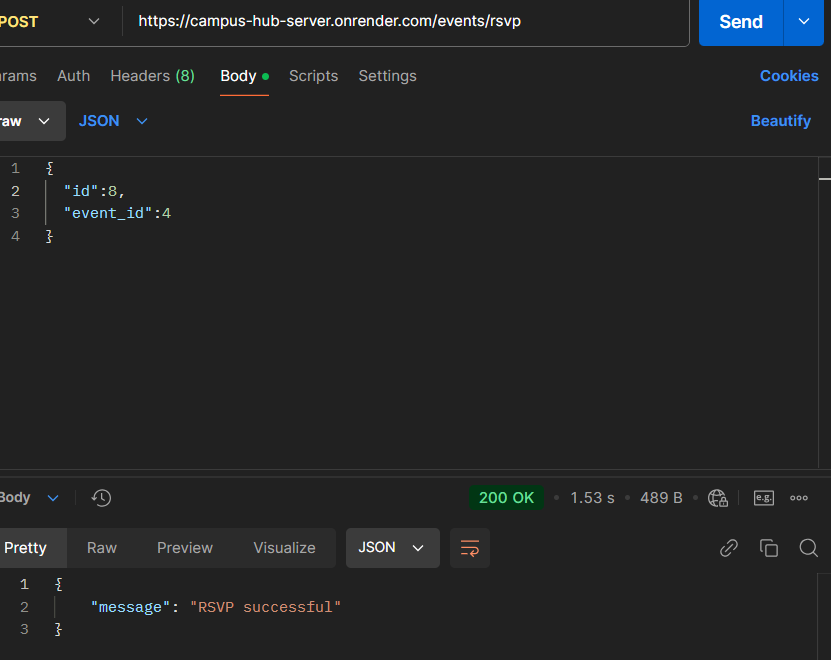 POST https://campus-hub-server.onrender.com/events/rsvp Send
arams Auth Headers (8) Body Scripts Settings Cookies
raw JSON Beautify
1 {
2 "id":8,
3 "event_id":4
4 }
Body 200 OK 1.53 s 489 B e.g.
Pretty Raw Preview Visualize JSON
1 {
2 "message": "RSVP successful"
3 }